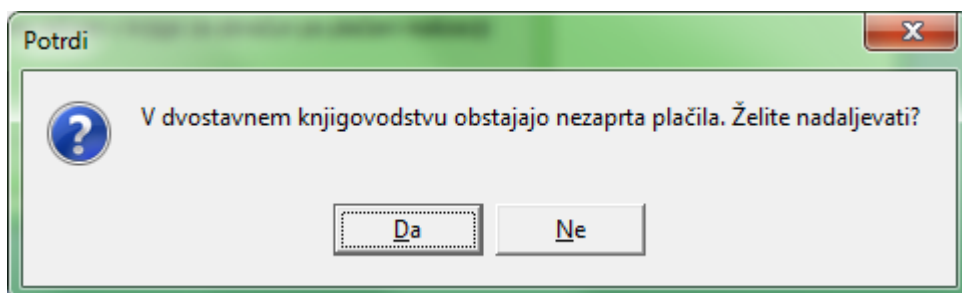 Potrdi
V dvostavnem knjigovodstvu obstajajo nezaprta plačila. Želite nadaljevati?
Da
Ne